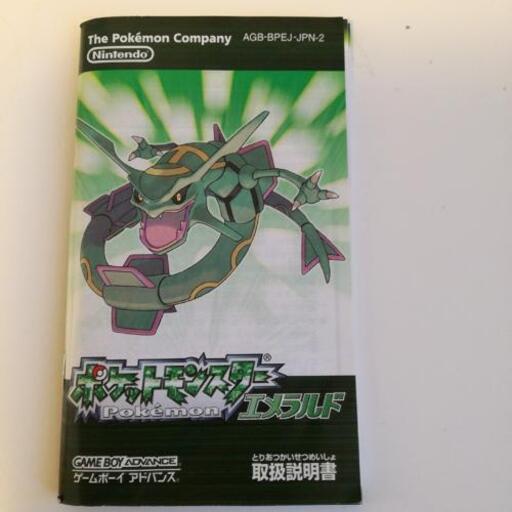 The Pokémon Company AGB-BPEJ-JPN-2
Nintendo
ポケットモンスター®
Pokémon
エメラルド
GAME BOY ADVANCE
ゲームボーイ アドバンス®
とりあつかいせつめいしょ
取扱説明書